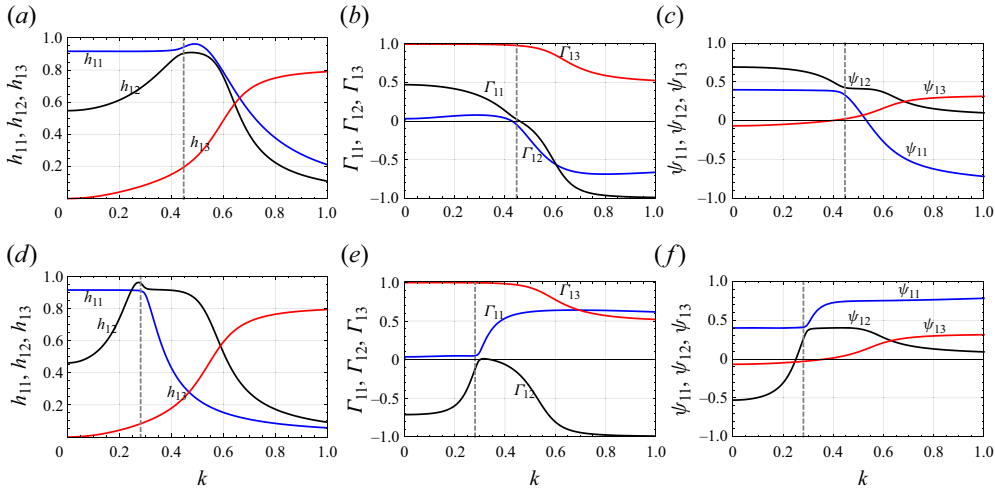 (a)
(b)
(c)
h₁₁, h₁₂, h₁₃
1.0
0.8
0.6
0.4
0.2
0
0.2
0.4
0.6
0.8
1.0
h₁₁
h₁₂
h₁₃
Γ₁₁, Γ₁₂, Γ₁₃
1.0
0.5
0
−0.5
−1.0
0
0.2
0.4
0.6
0.8
1.0
Γ₁₃
Γ₁₁
Γ₁₂
ψ₁₁, ψ₁₂, ψ₁₃
1.0
0.5
0
−0.5
−1.0
0
0.2
0.4
0.6
0.8
1.0
ψ₁₂
ψ₁₃
ψ₁₁
(d)
(e)
(f)
h₁₁, h₁₂, h₁₃
1.0
0.8
0.6
0.4
0.2
0
0.2
0.4
0.6
0.8
1.0
h₁₁
h₁₂
h₁₃
k
Γ₁₁, Γ₁₂, Γ₁₃
1.0
0.5
0
−0.5
−1.0
0
0.2
0.4
0.6
0.8
1.0
Γ₁₃
Γ₁₁
Γ₁₂
k
ψ₁₁, ψ₁₂, ψ₁₃
1.0
0.5
0
−0.5
−1.0
0
0.2
0.4
0.6
0.8
1.0
ψ₁₁
ψ₁₂
ψ₁₃
k